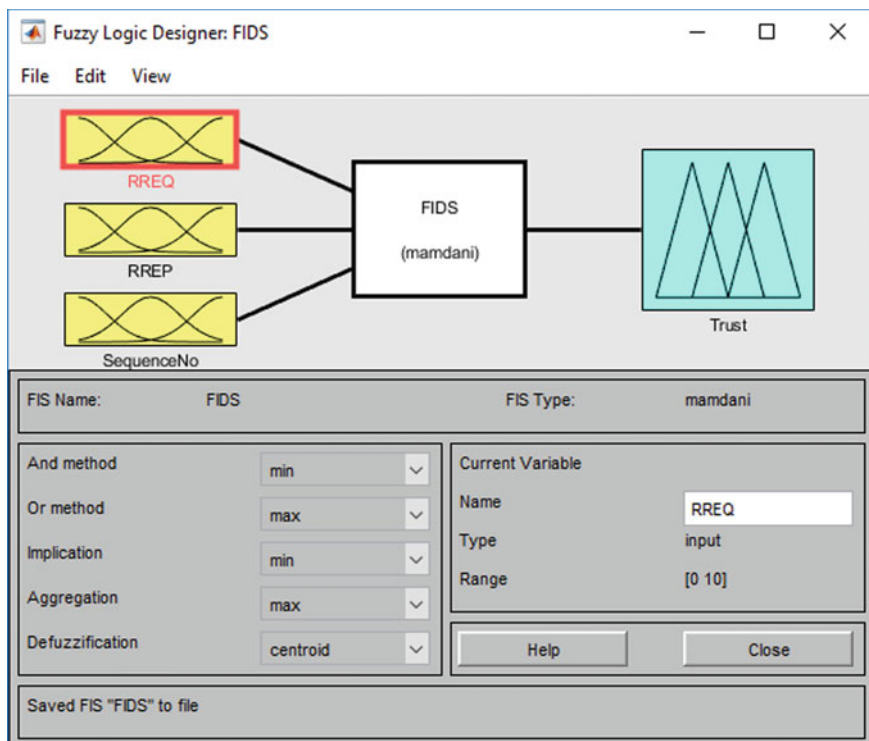 Fuzzy Logic Designer: FIDS
File Edit View
RREQ
RREP
SequenceNo
FIDS
(mamdani)
Trust
FIS Name: FIDS FIS Type: mamdani
And method min
Or method max
Implication min
Aggregation max
Defuzzification centroid
Current Variable
Name RREQ
Type input
Range [0 10]
Help Close
Saved FIS "FIDS" to file